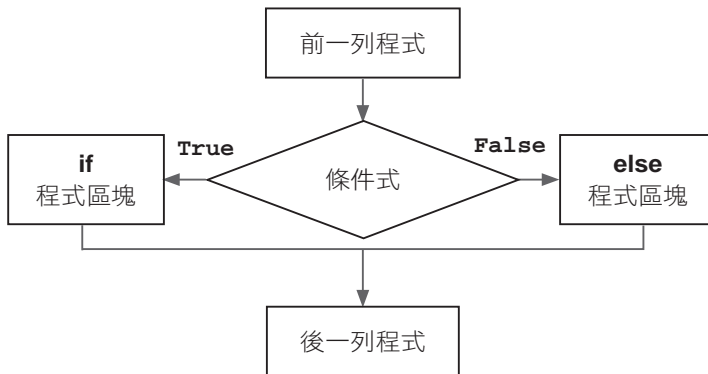 前一列程式
True
False
if
程式區塊
條件式
else
程式區塊
後一列程式